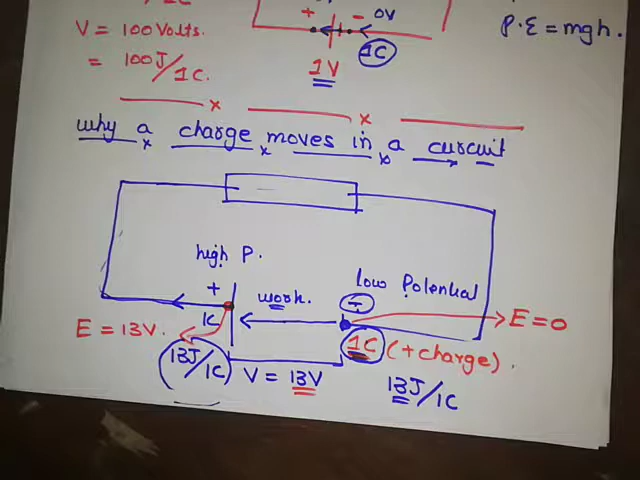 + - 0V
V = 100 Volts.
1C
P.E = mgh.
= 100J/1C.
1V
x x
why a charge moves in a circuit
high P.
+
Low Potential
-
work.
E = 13V.
1C
E = 0
13J/1C
V = 13V
1C (+charge).
13J/1C